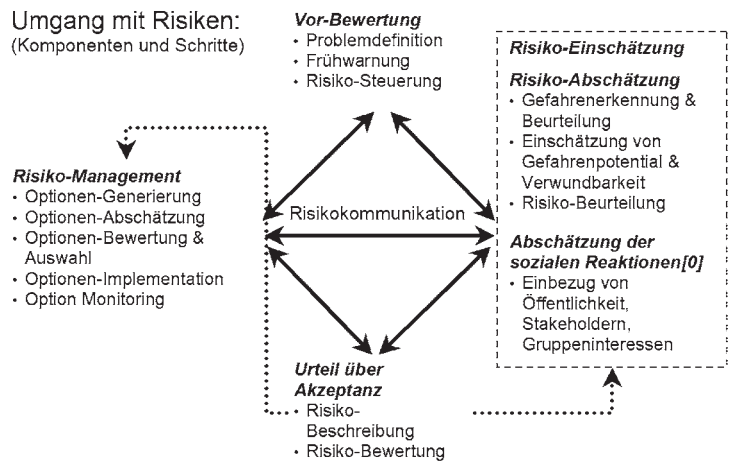 Umgang mit Risiken:
(Komponenten und Schritte)
Vor-Bewertung
• Problemdefinition
• Frühwarnung
• Risiko-Steuerung
Risiko-Einschätzung
Risiko-Abschätzung
• Gefahrenerkennung &
Beurteilung
• Einschätzung von
Gefahrenpotential &
Verwundbarkeit
• Risiko-Beurteilung
Abschätzung der
sozialen Reaktionen[0]
• Einbezug von
Öffentlichkeit,
Stakeholdern,
Gruppeninteressen
Risiko-Management
• Optionen-Generierung
• Optionen-Abschätzung
• Optionen-Bewertung &
Auswahl
• Optionen-Implementation
• Option Monitoring
Risikokommunikation
Urteil über
Akzeptanz
• Risiko-
Beschreibung
• Risiko-Bewertung